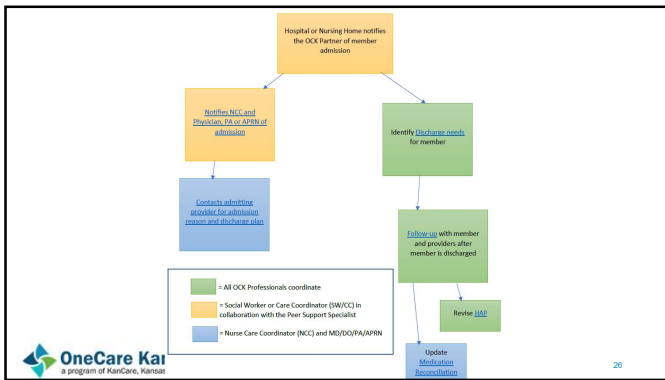 Hospital or Nursing Home notifies
the OCK Partner of member
admission
Notifies NCC and
Physician, PA or APRN of
admission
Identify Discharge needs
for member
Contacts admitting
provider for admission
reason and discharge plan
Follow-up with member
and providers after
member is discharged
= All OCK Professionals coordinate
= Social Worker or Care Coordinator (SW/CC) in
collaboration with the Peer Support Specialist
= Nurse Care Coordinator (NCC) and MD/DO/PA/APRN
Revise HAP
Update
Medication
Reconciliation
OneCare Kar
a program of KanCare, Kansas
26